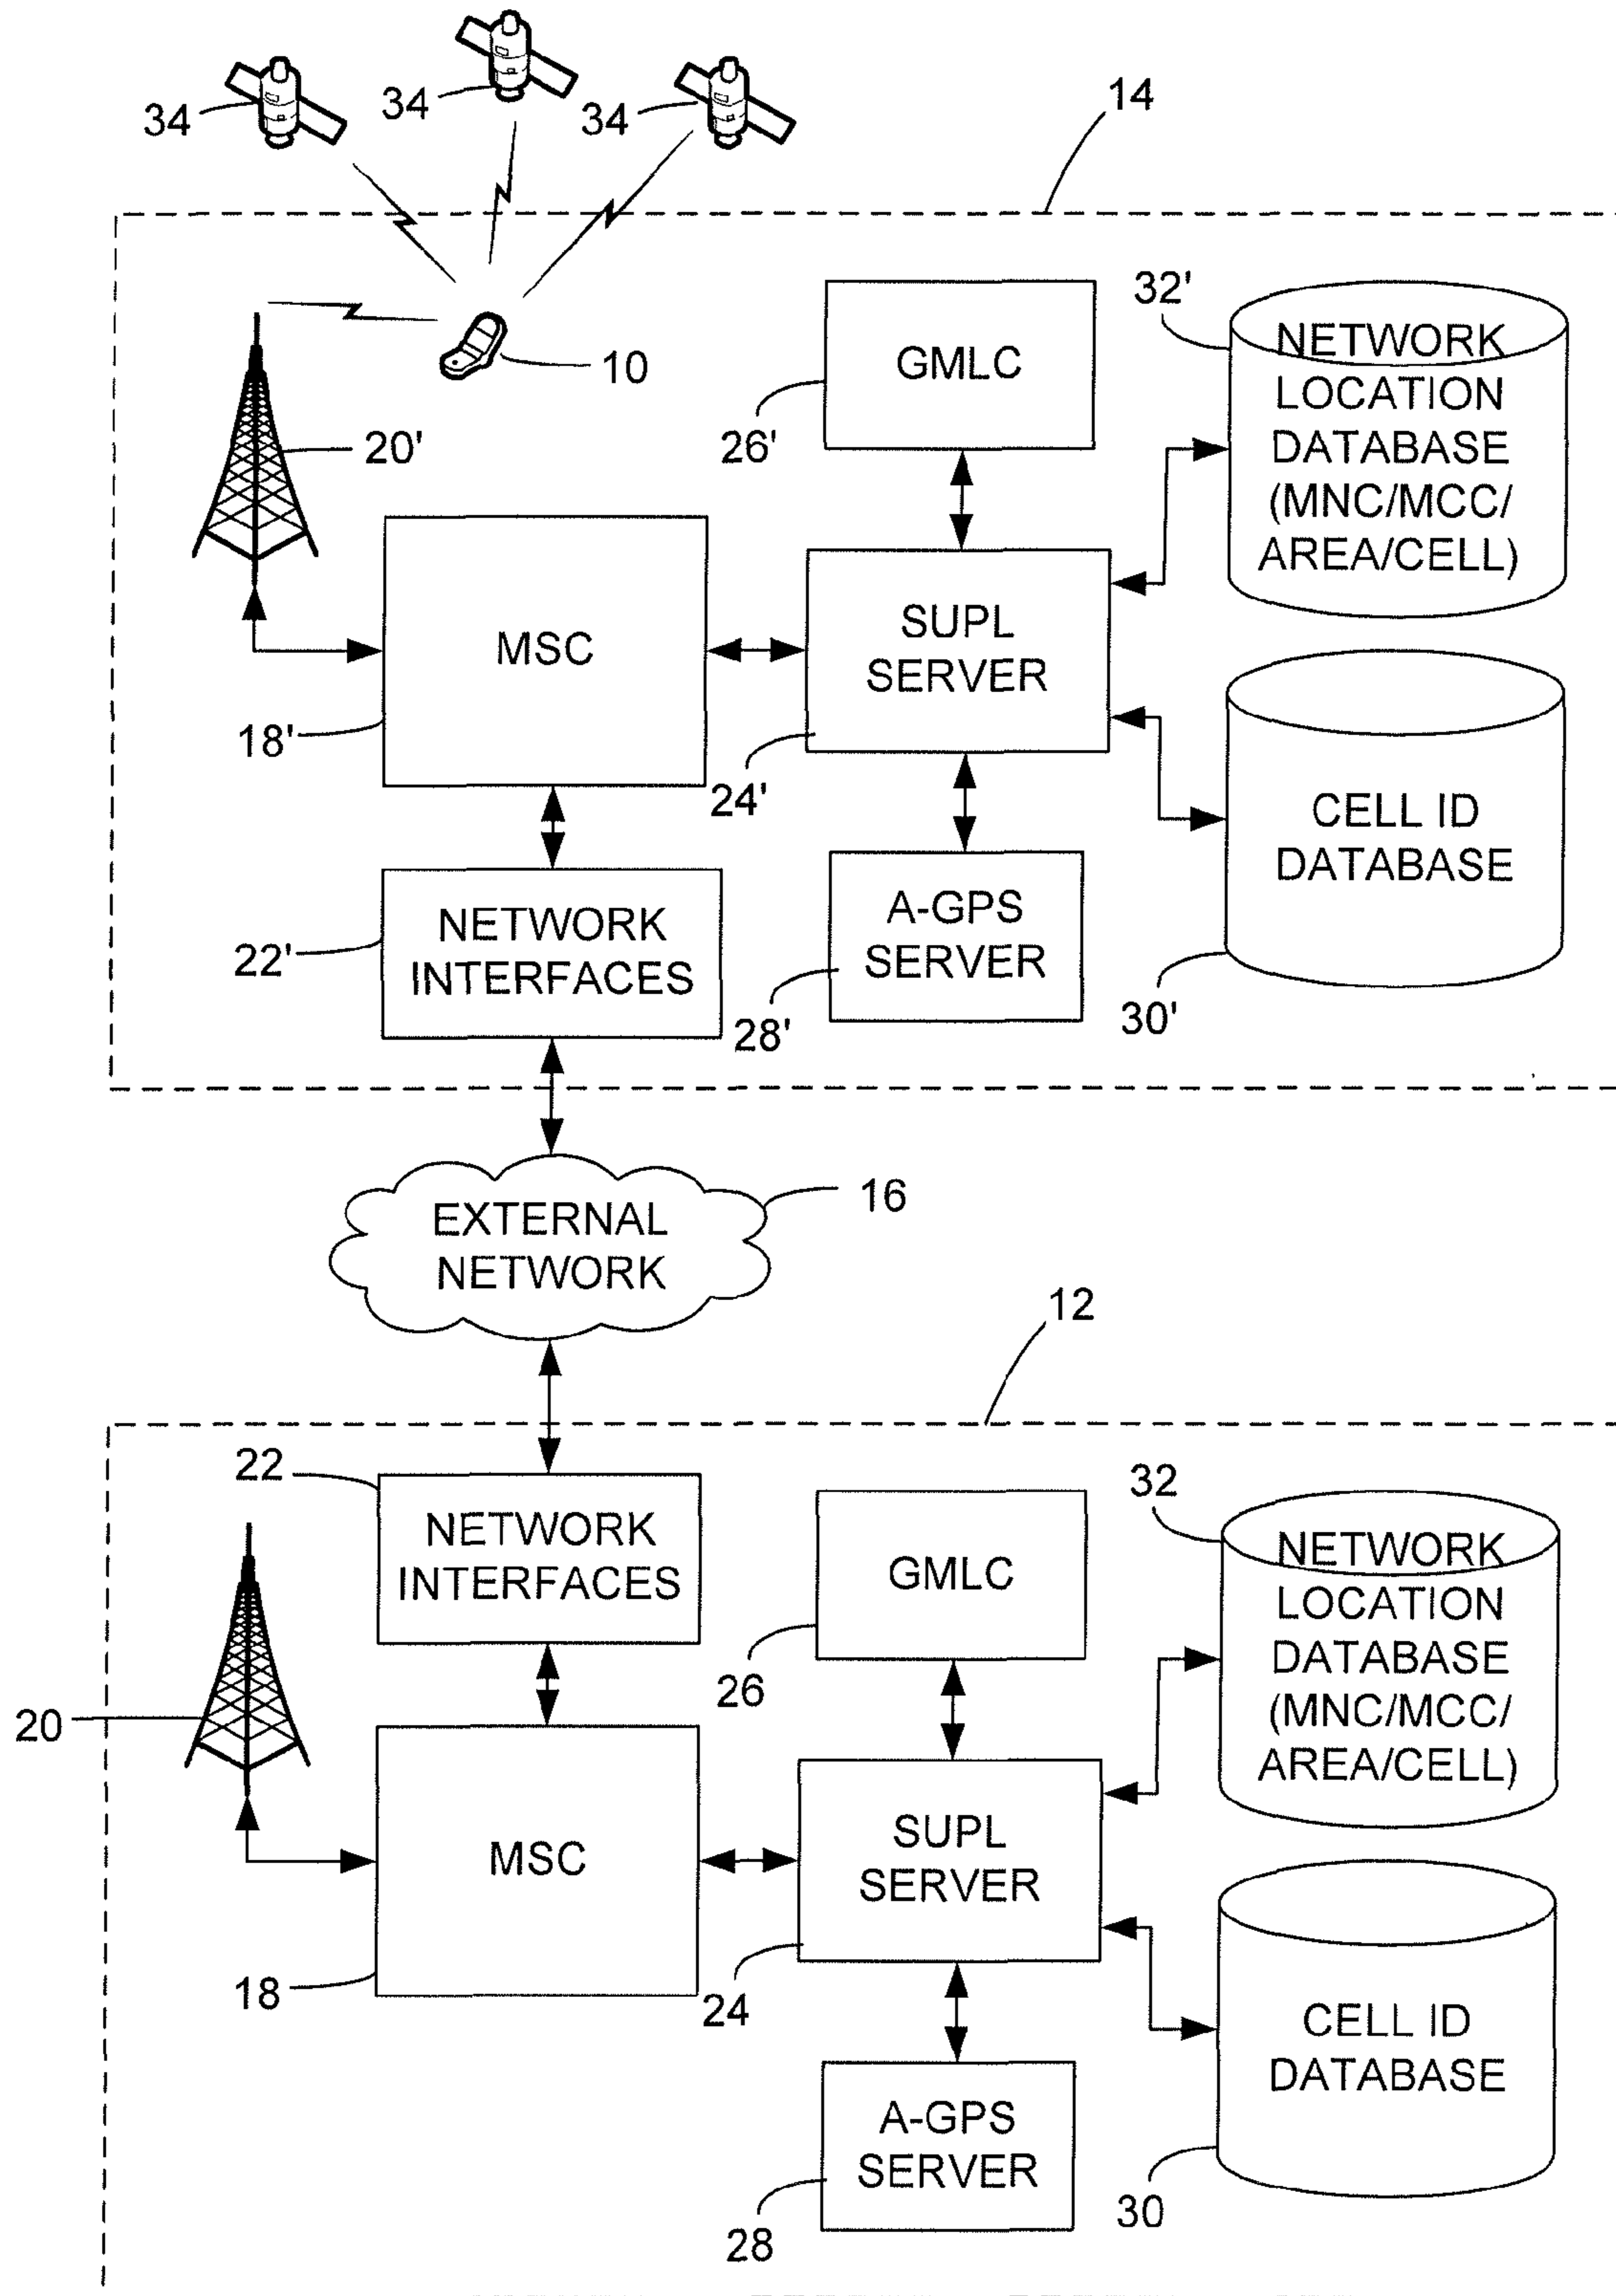 34
34
34
14
10
20'
GMLC
26'
32'
NETWORK
LOCATION
DATABASE
(MNC/MCC/
AREA/CELL)
MSC
18'
SUPL
SERVER
24'
CELL ID
DATABASE
30'
NETWORK
INTERFACES
22'
A-GPS
SERVER
28'
EXTERNAL
NETWORK
16
12
22
NETWORK
INTERFACES
GMLC
26
32
NETWORK
LOCATION
DATABASE
(MNC/MCC/
AREA/CELL)
20
MSC
18
SUPL
SERVER
24
CELL ID
DATABASE
30
A-GPS
SERVER
28